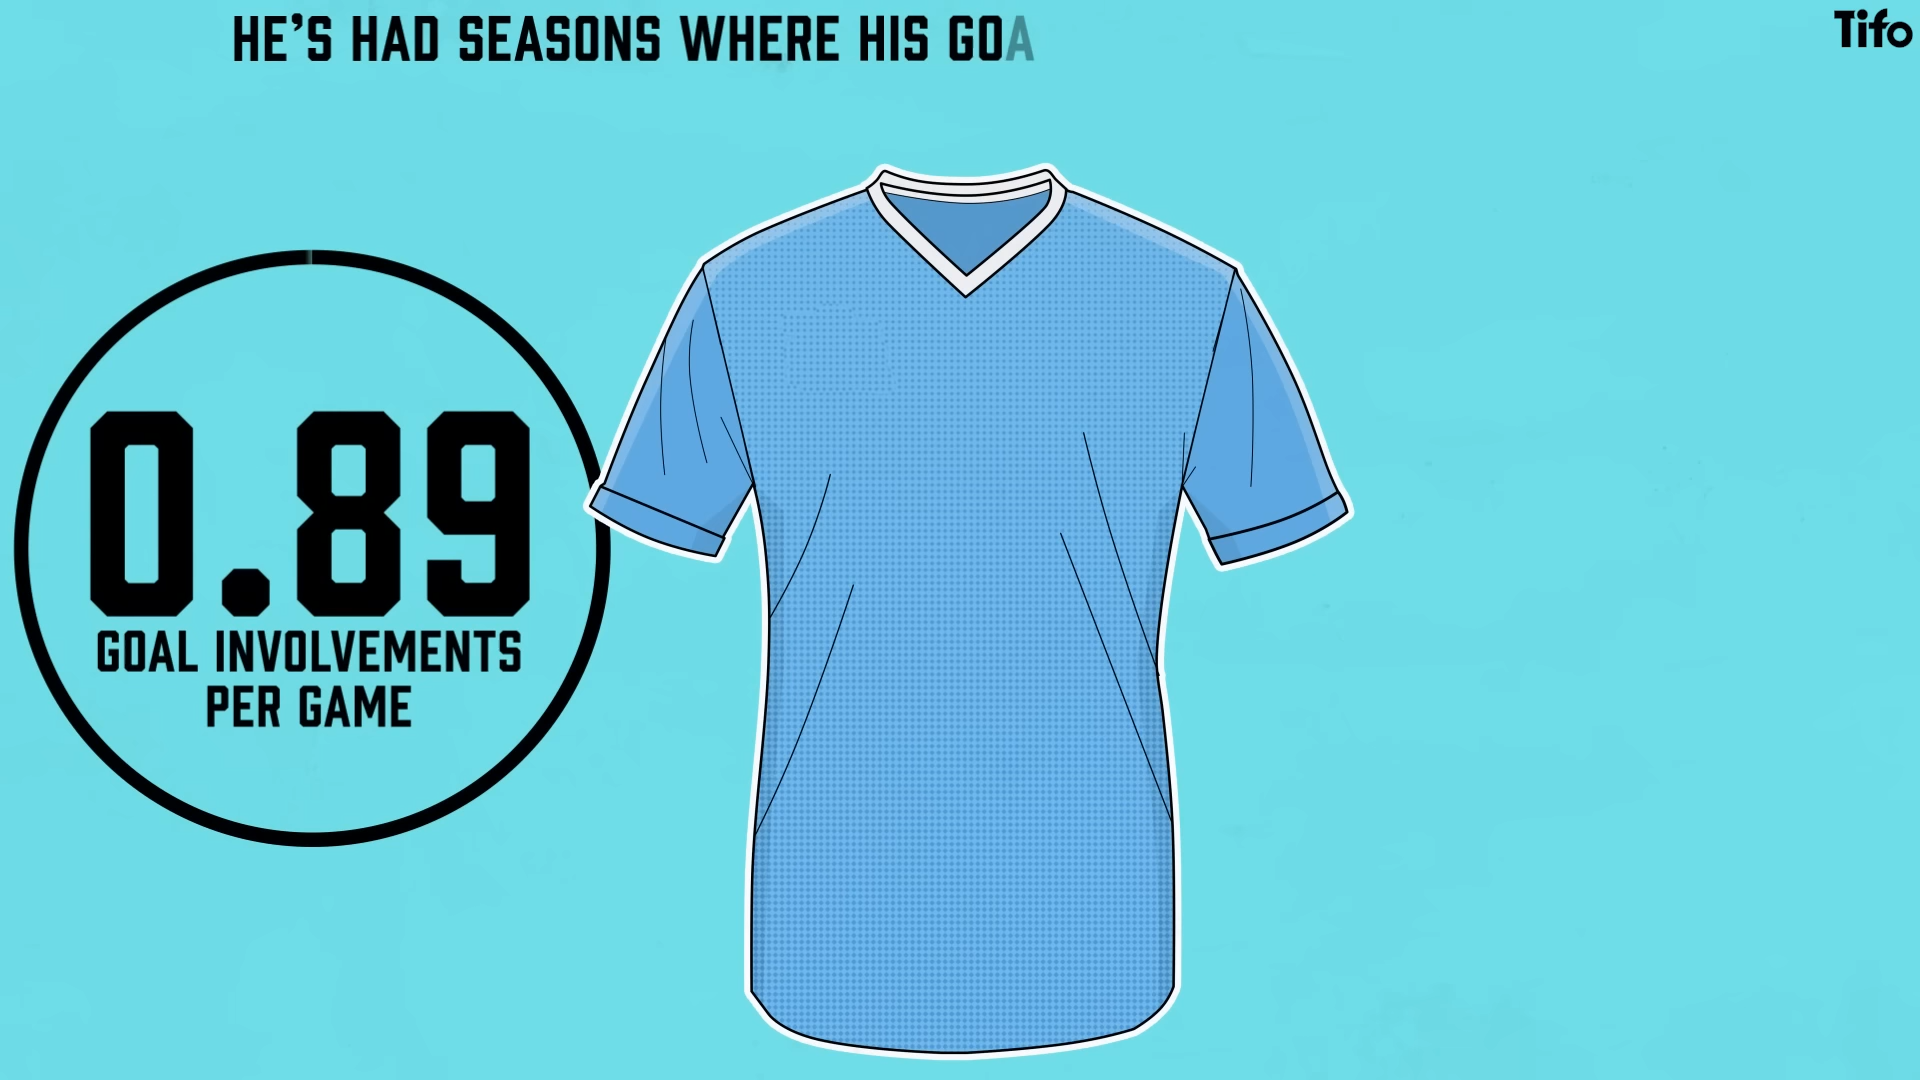 HE'S HAD SEASONS WHERE HIS GOA
Tifo
0.89
GOAL INVOLVEMENTS
PER GAME